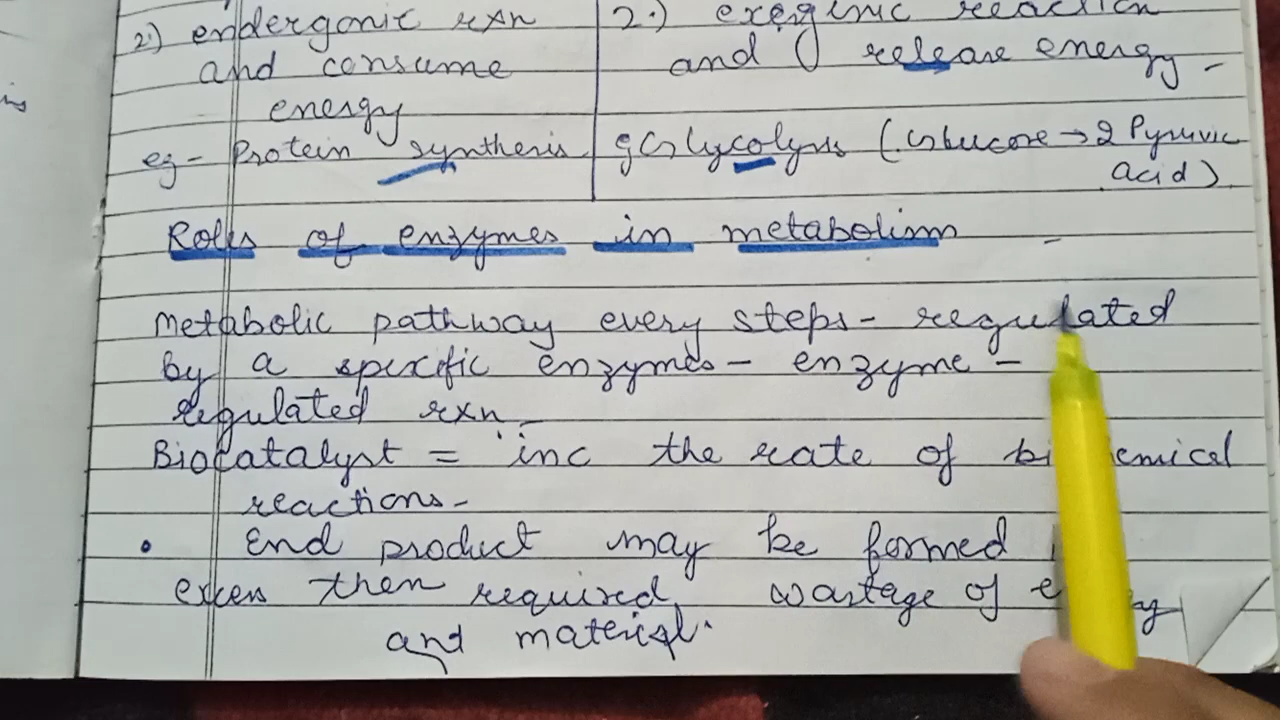 2.) endergonic rxn
and consume
energy
eg- Protein synthesis
2.) exergonic reaction
and release energy-
Glycolysis (Glucose → 2 Pyruvic
acid)
Roles of enzymes in metabolism -
Metabolic pathway every steps- regulated
by a specific enzymes- enzyme -
regulated rxn
Biocatalyst = inc the rate of
reactions-
• End product may be formed
excess then required wastage of
and material.